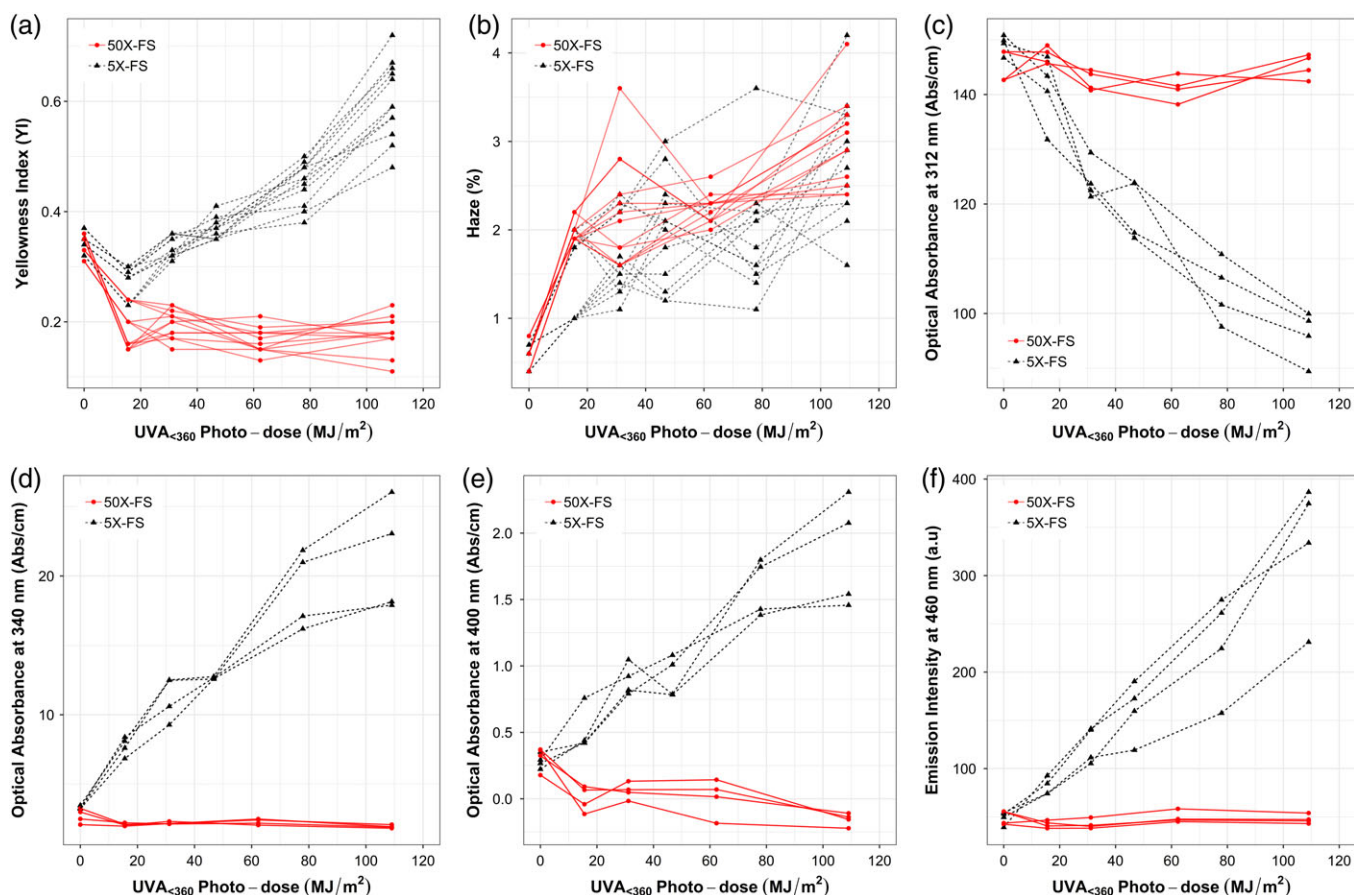 (a)
50X-FS
5X-FS
Yellowness Index (YI)
0.6
0.4
0.2
0 20 40 60 80 100 120
UVA<360 Photo−dose (MJ/m²)
(b)
50X-FS
5X-FS
Haze (%)
4
3
2
1
0 20 40 60 80 100 120
UVA<360 Photo−dose (MJ/m²)
(c)
Optical Absorbance at 312 nm (Abs/cm)
140
120
100
50X-FS
5X-FS
0 20 40 60 80 100 120
UVA<360 Photo−dose (MJ/m²)
(d)
50X-FS
5X-FS
Optical Absorbance at 340 nm (Abs/cm)
20
10
0 20 40 60 80 100 120
UVA<360 Photo−dose (MJ/m²)
(e)
50X-FS
5X-FS
Optical Absorbance at 400 nm (Abs/cm)
2.0
1.5
1.0
0.5
0.0
0 20 40 60 80 100 120
UVA<360 Photo−dose (MJ/m²)
(f)
50X-FS
5X-FS
Emission Intensity at 460 nm (a.u)
400
300
200
100
0 20 40 60 80 100 120
UVA<360 Photo−dose (MJ/m²)